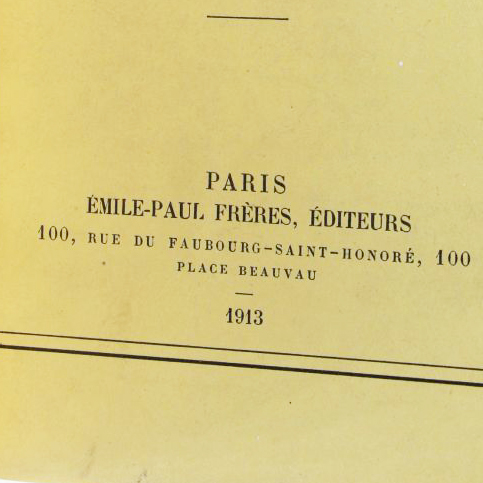 PARIS
ÉMILE-PAUL FRÈRES, ÉDITEURS
100, RUE DU FAUBOURG-SAINT-HONORÉ, 100
PLACE BEAUVAU
1913